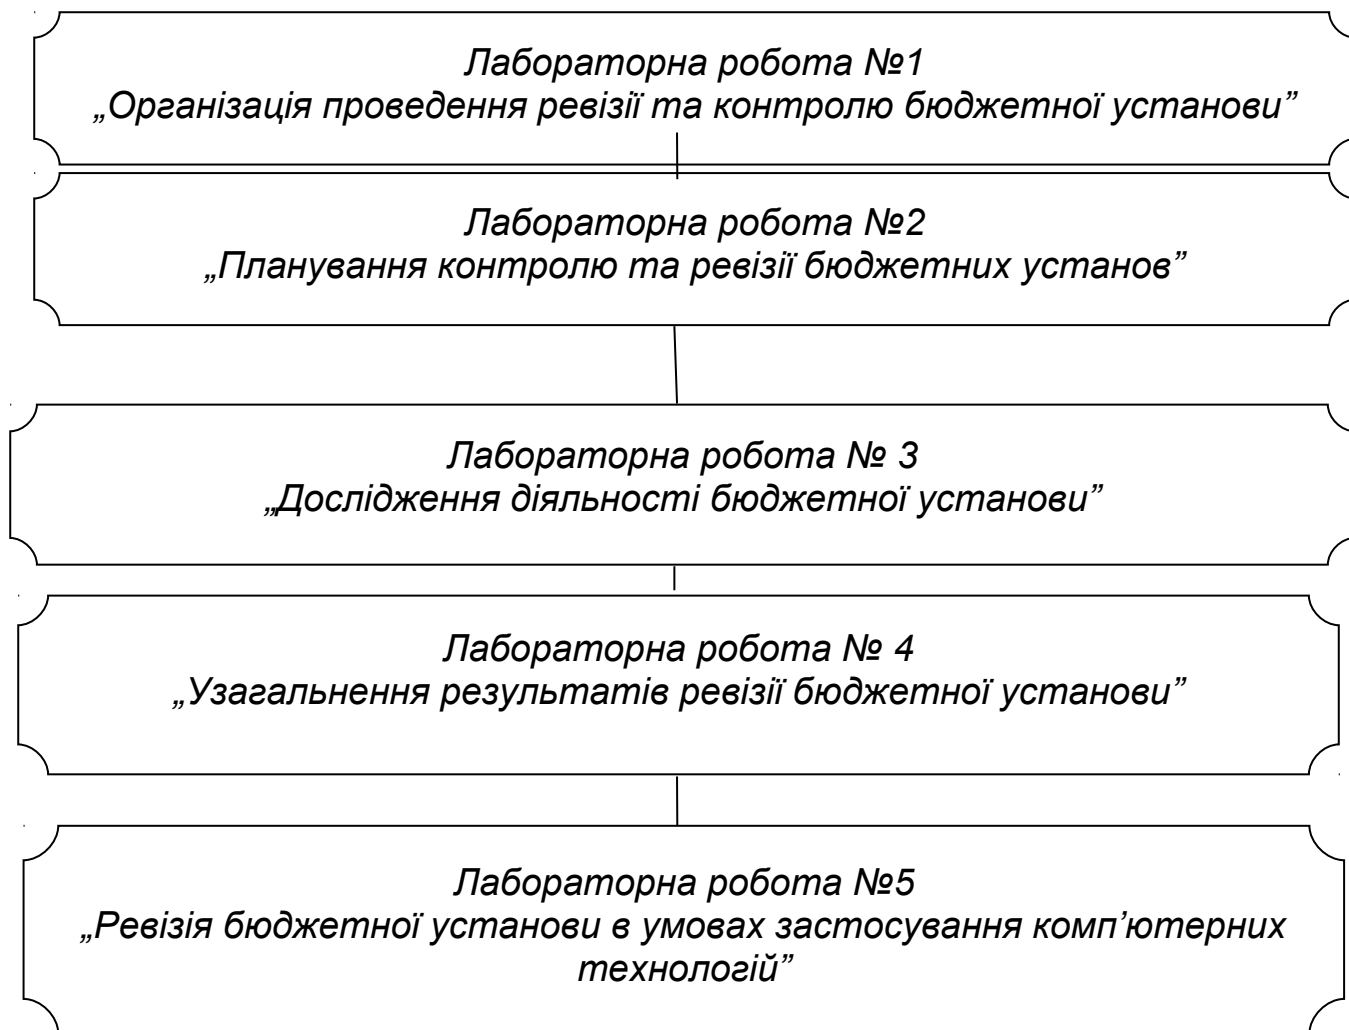 Лабораторна робота №1
„Організація проведення ревізії та контролю бюджетної установи”
Лабораторна робота №2
„Планування контролю та ревізії бюджетних установ”
Лабораторна робота № 3
„Дослідження діяльності бюджетної установи”
Лабораторна робота № 4
„Узагальнення результатів ревізії бюджетної установи”
Лабораторна робота №5
„Ревізія бюджетної установи в умовах застосування комп’ютерних
технологій”